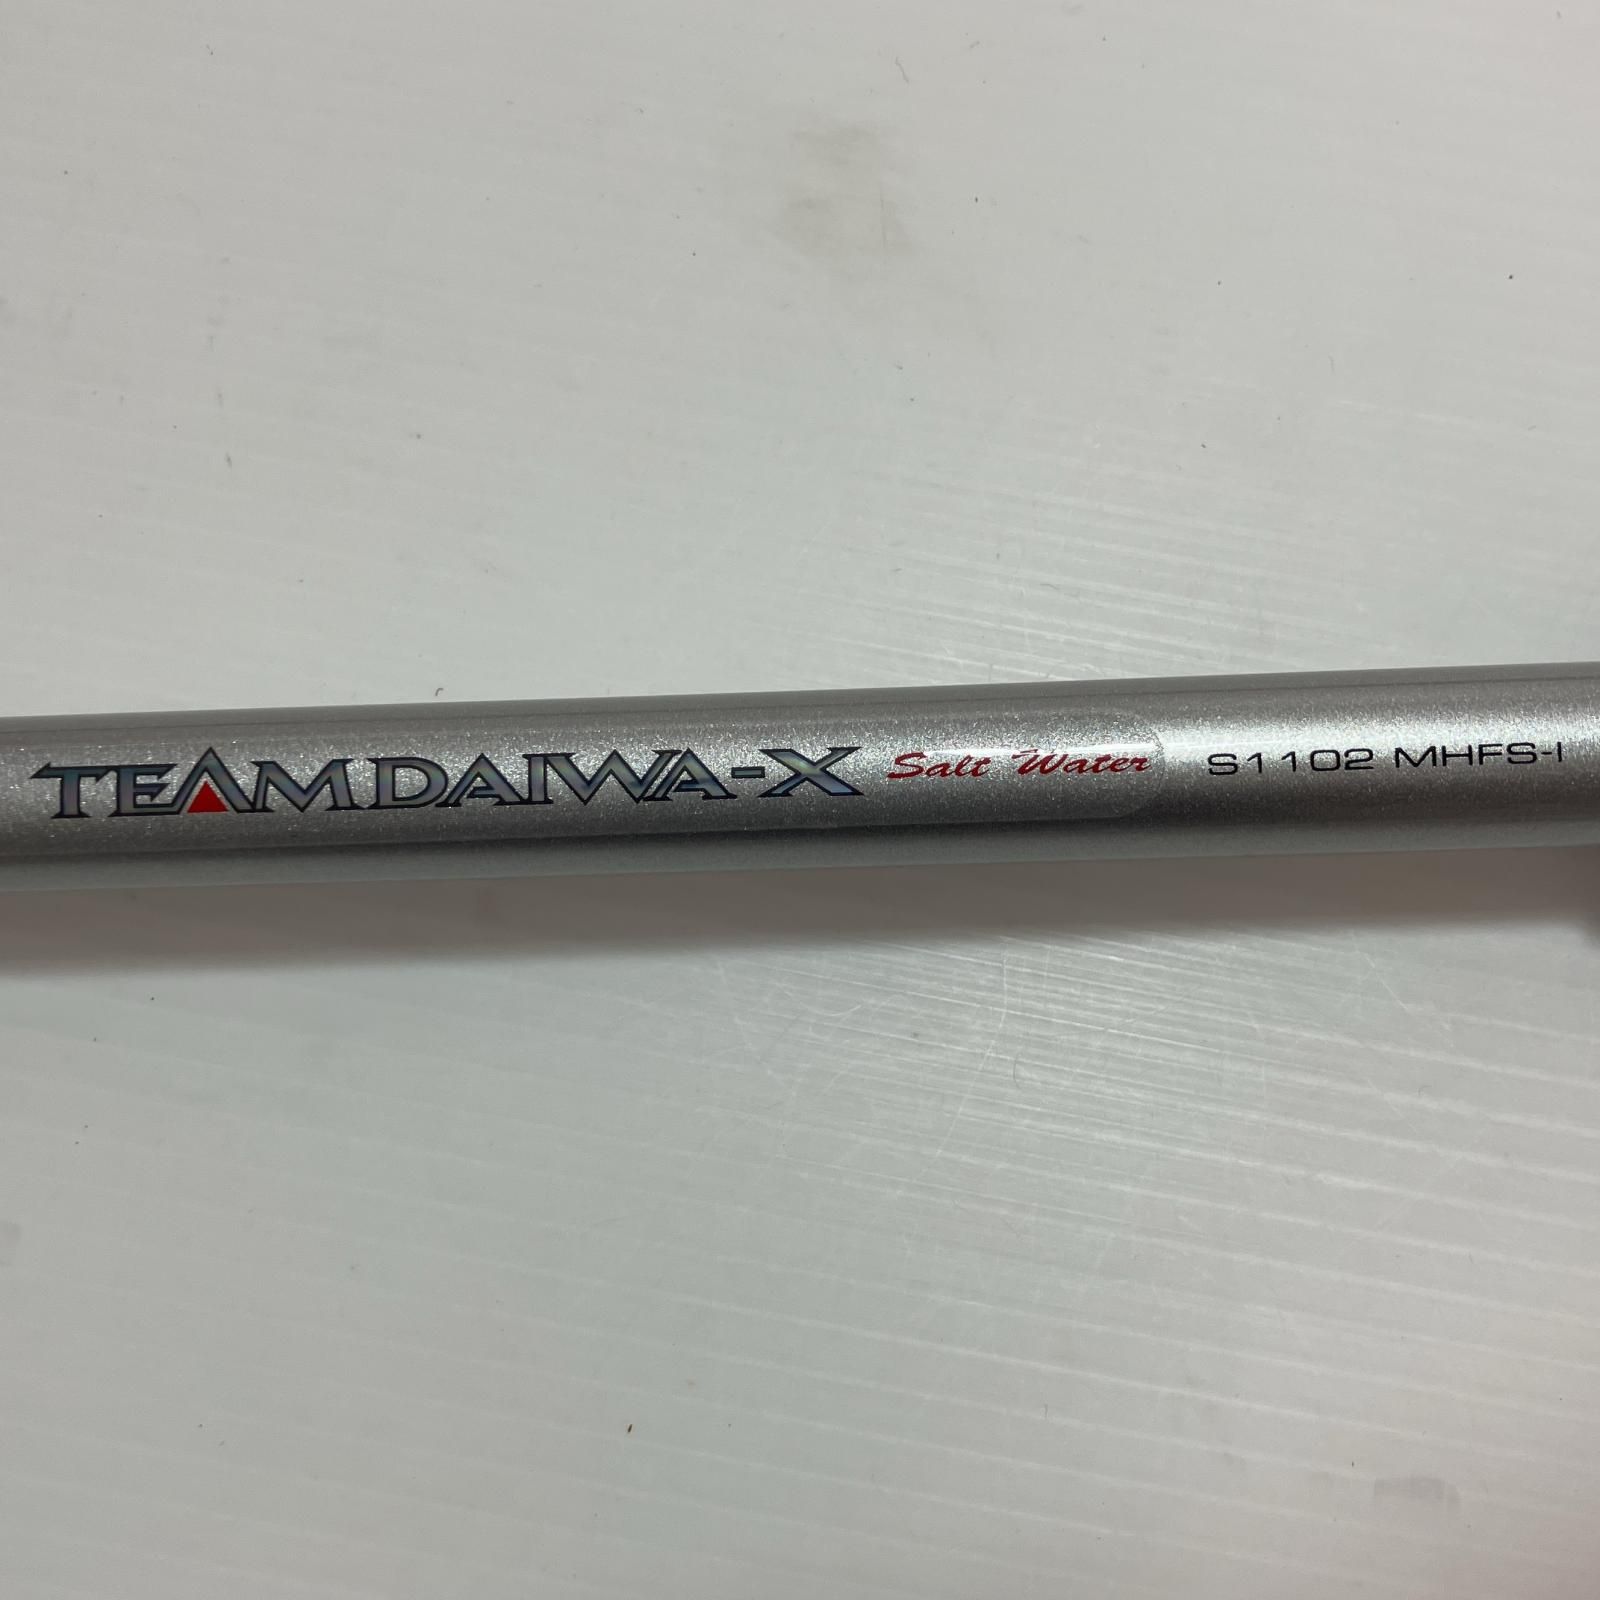 TEAMDAIWA-X Salt Water S1102 MHFS-I